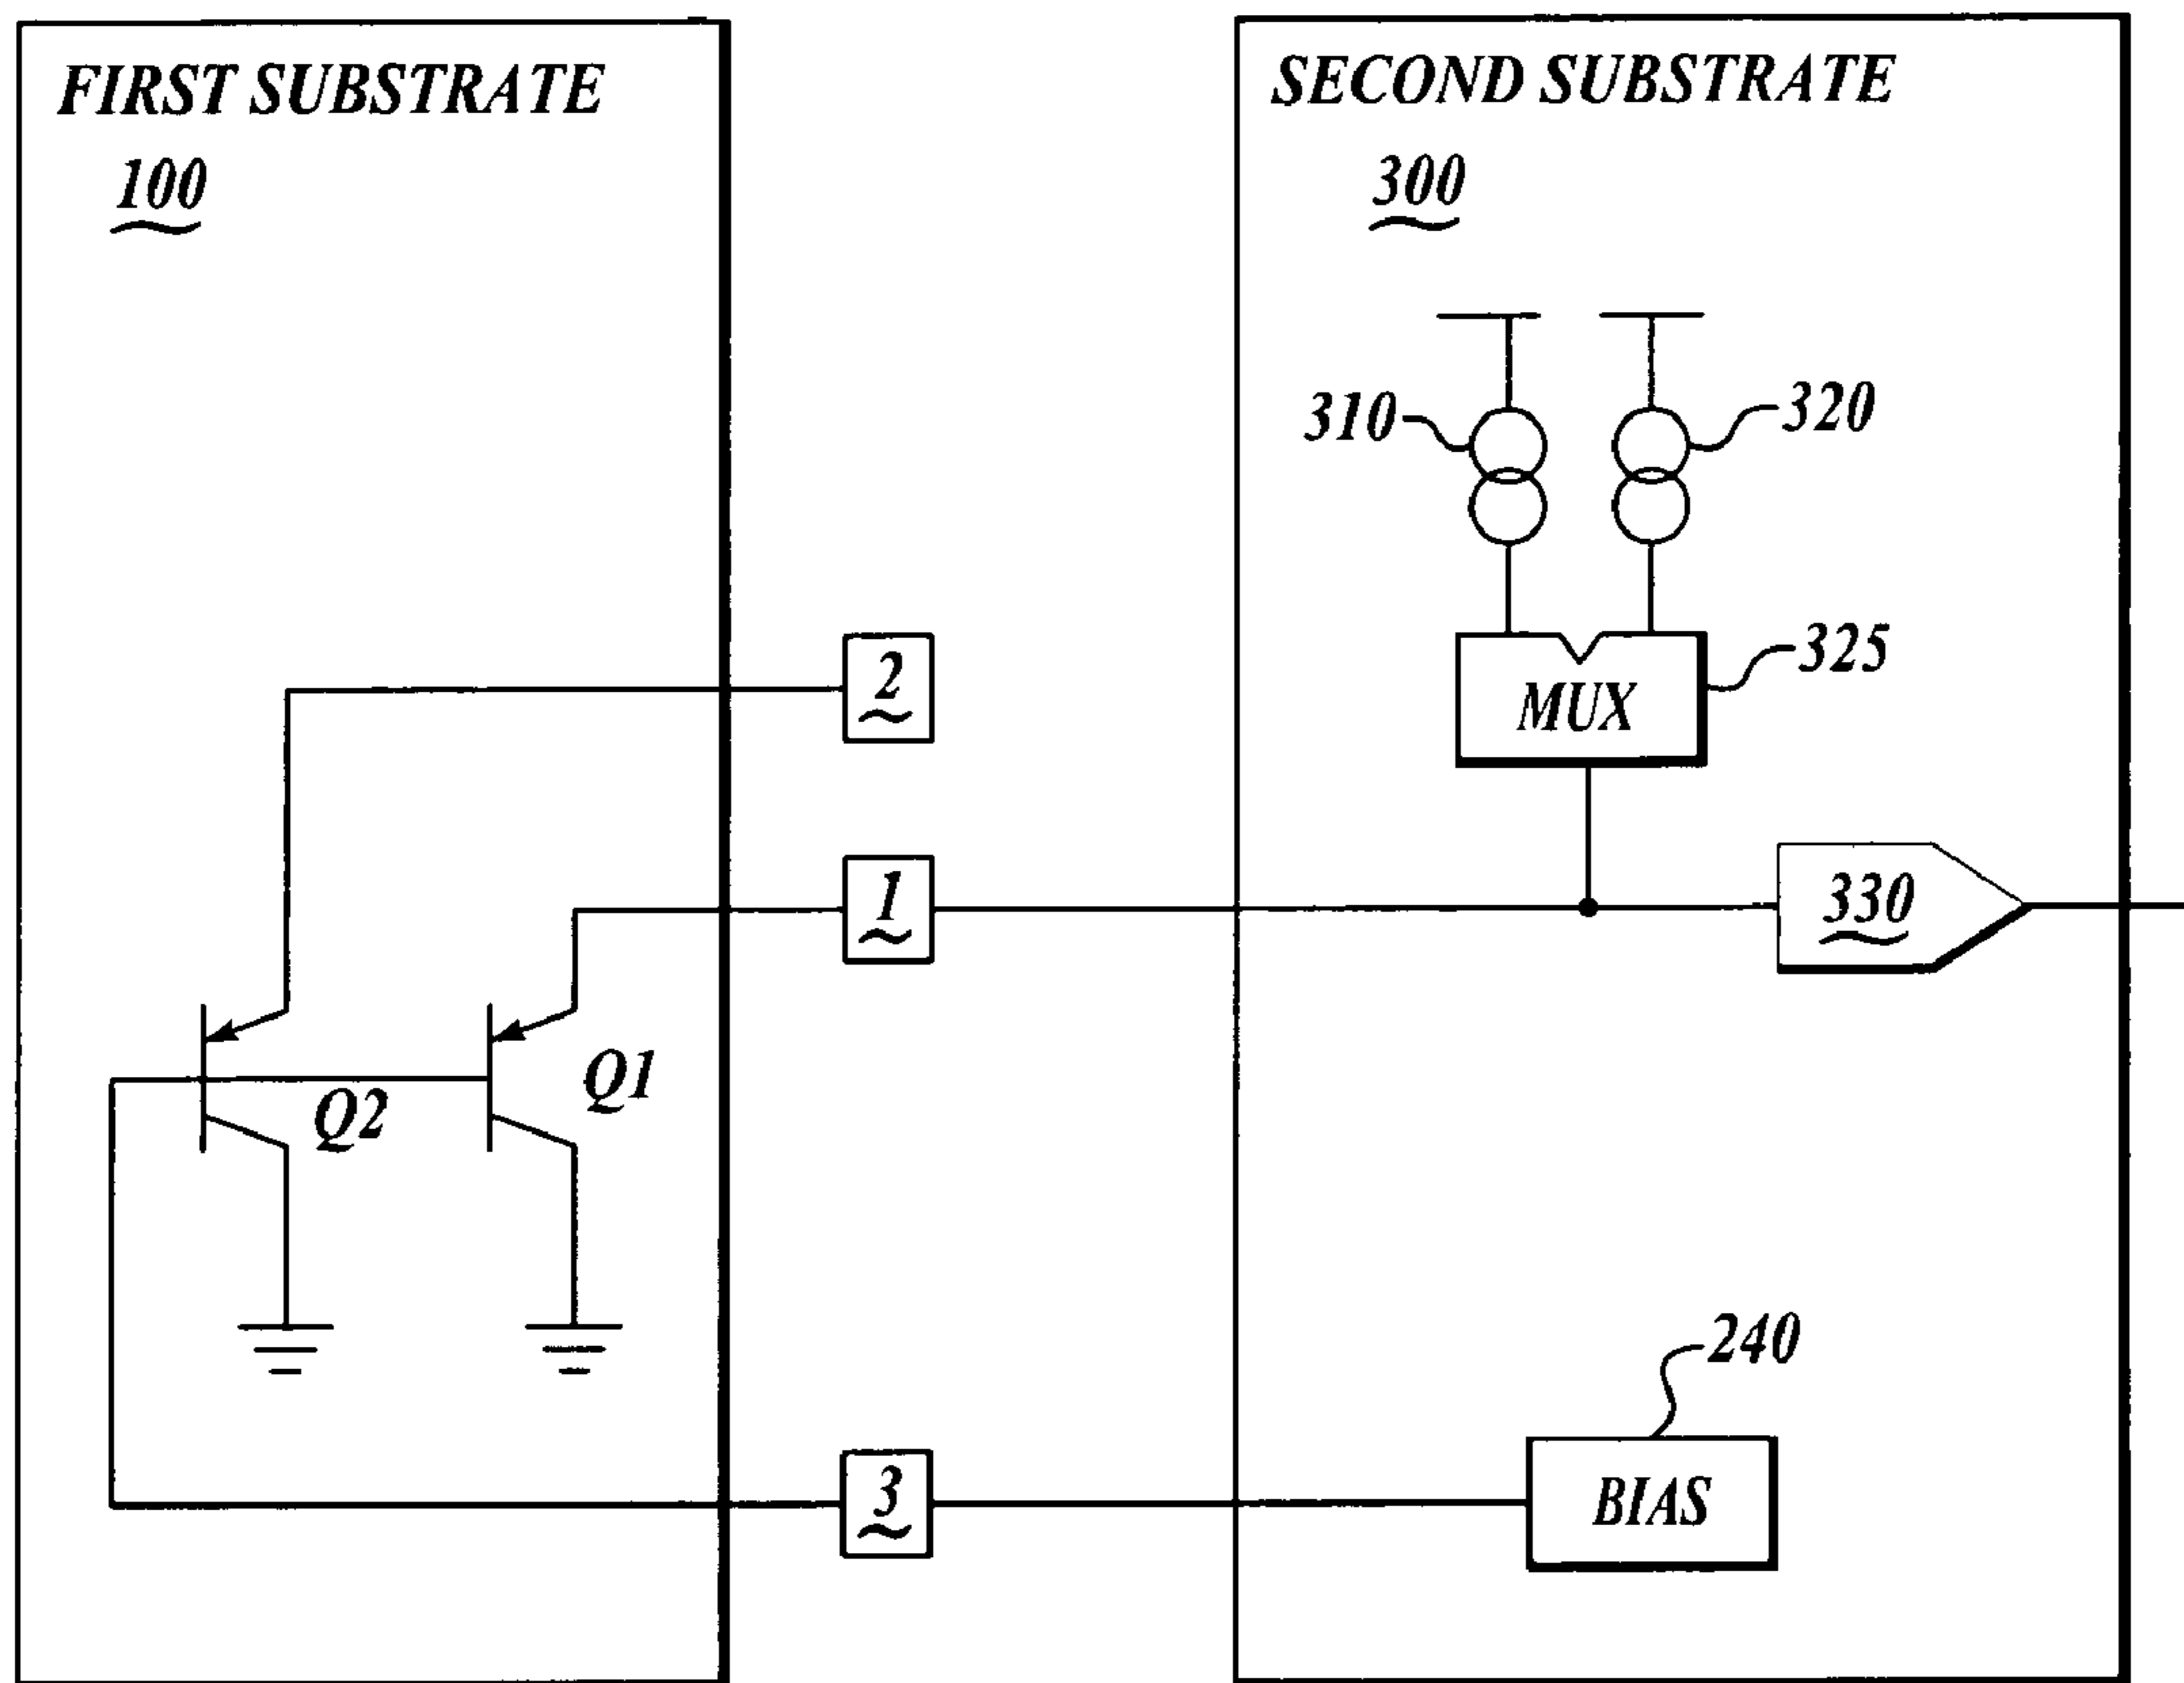 FIRST SUBSTRATE
100
SECOND SUBSTRATE
300
310
320
325
MUX
2
1
330
Q1
Q2
240
3
BIAS